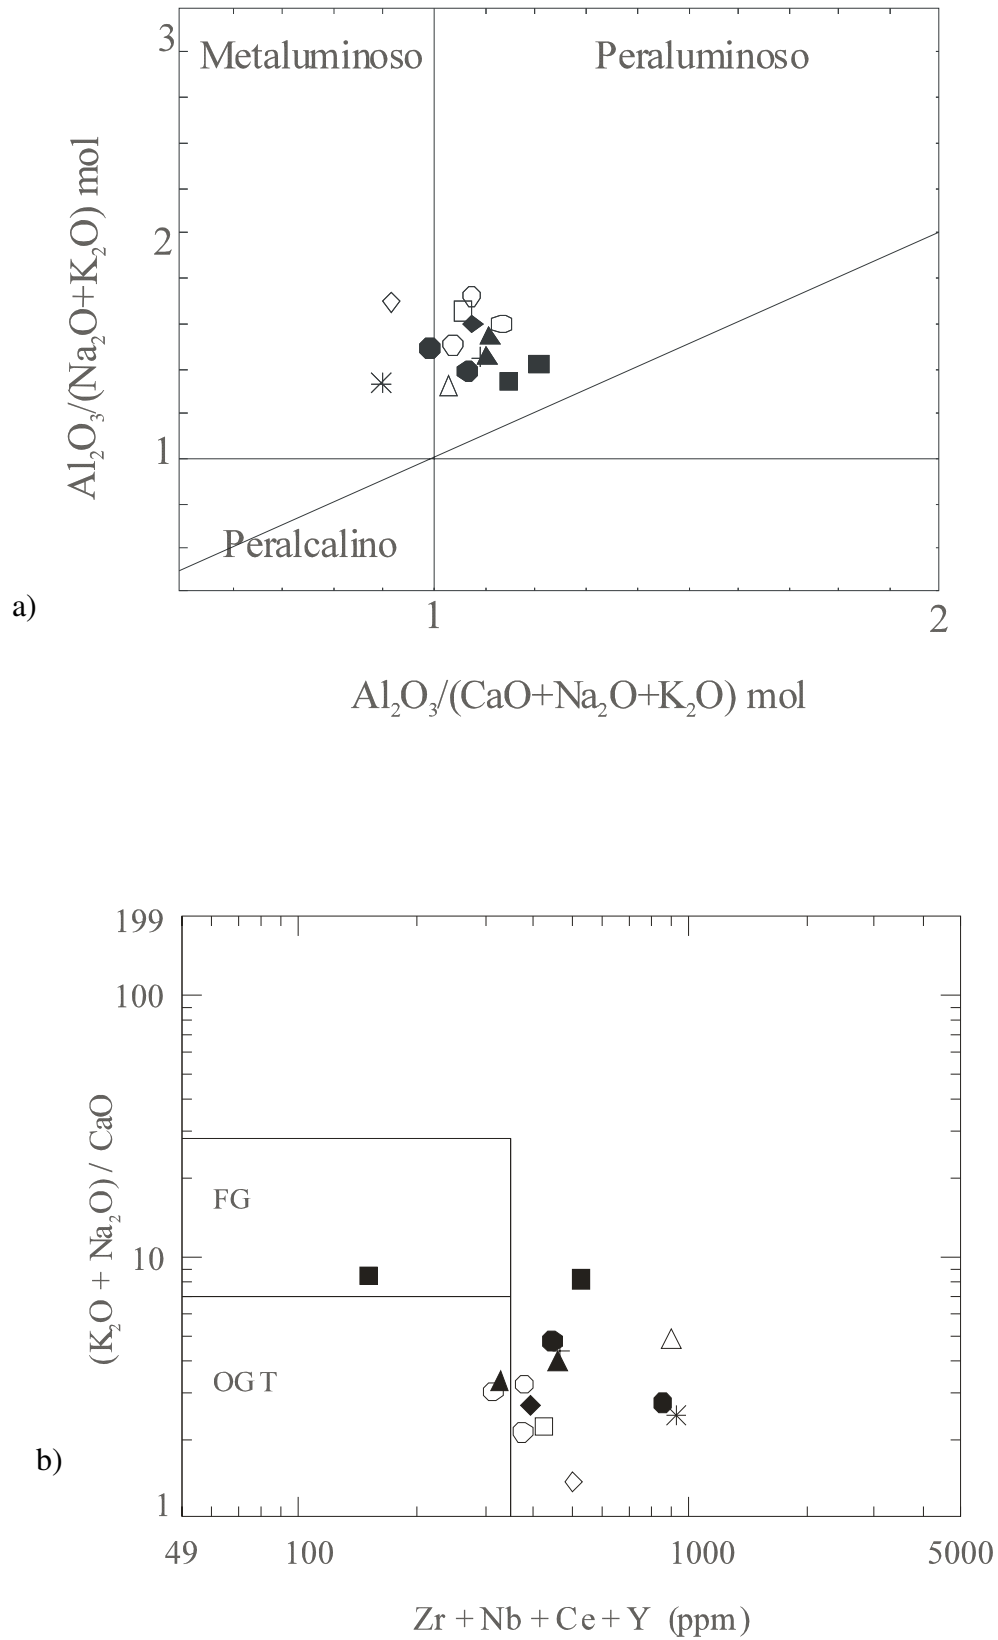 3
Metaluminoso
Peraluminoso
2
Al₂O₃/(Na₂O+K₂O) mol
1
Peralcalino
a)
1
2
Al₂O₃/(CaO+Na₂O+K₂O) mol
199
100
(K₂O + Na₂O) / CaO
FG
10
OGT
b)
1
49
100
1000
5000
Zr + Nb + Ce + Y (ppm)